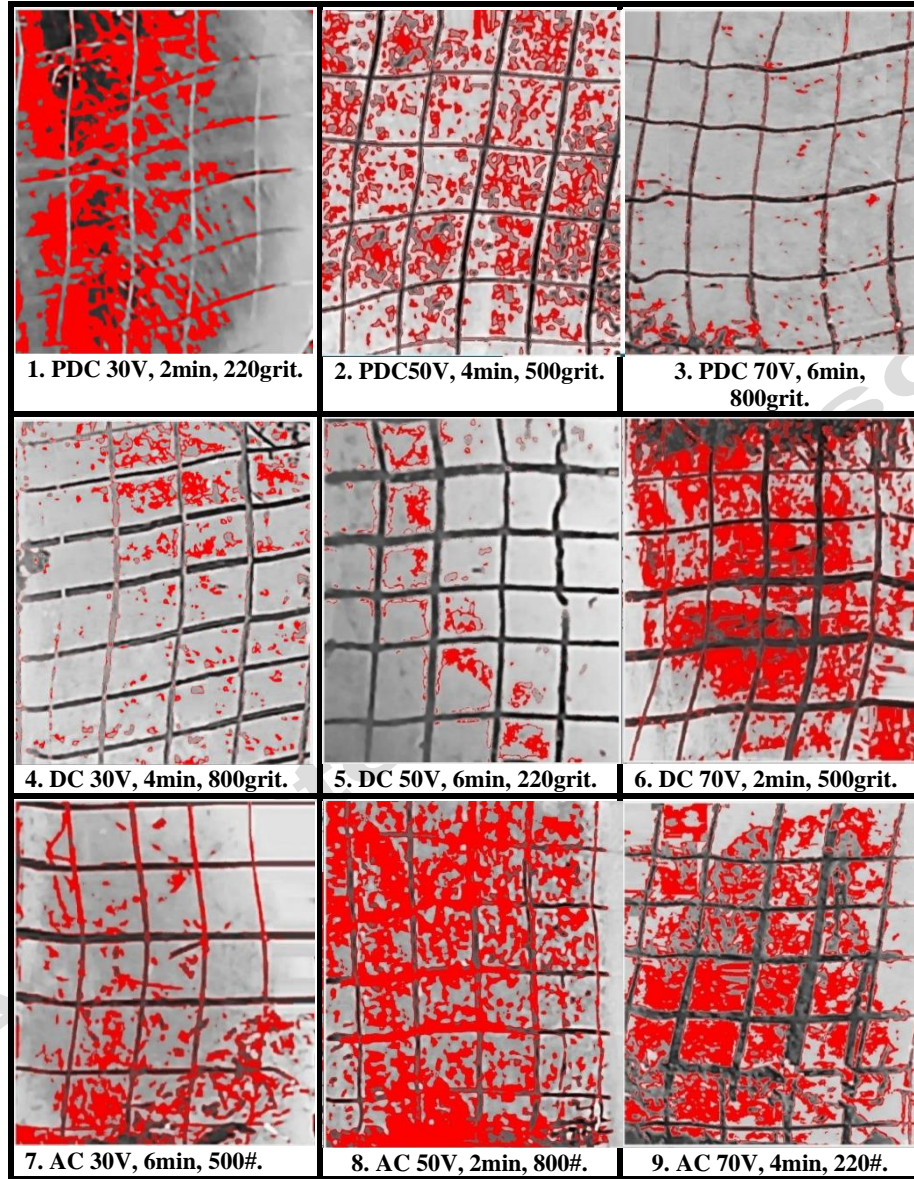 1. PDC 30V, 2min, 220grit.
2. PDC50V, 4min, 500grit.
3. PDC 70V, 6min,
800grit.
4. DC 30V, 4min, 800grit.
5. DC 50V, 6min, 220grit.
6. DC 70V, 2min, 500grit.
7. AC 30V, 6min, 500#.
8. AC 50V, 2min, 800#.
9. AC 70V, 4min, 220#.